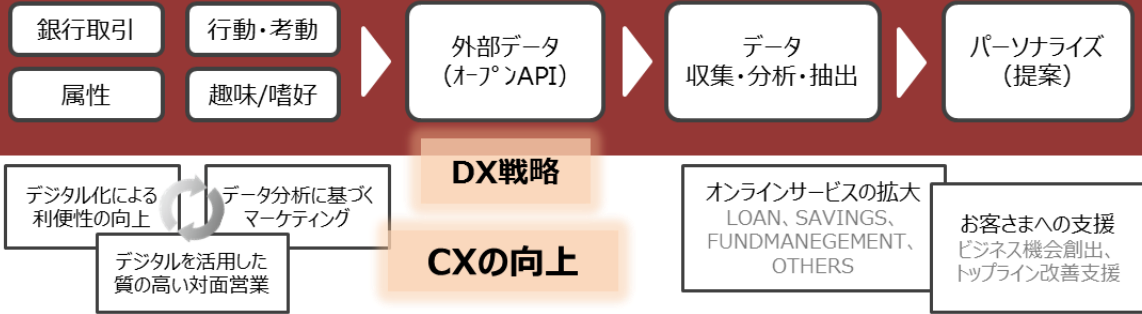 銀行取引
行動・考動
属性
趣味/嗜好
外部データ
(ｵｰﾌﾟﾝAPI)
データ
収集・分析・抽出
パーソナライズ
(提案)
DX戦略
CXの向上
デジタル化による
利便性の向上
データ分析に基づく
マーケティング
デジタルを活用した
質の高い対面営業
オンラインサービスの拡大
LOAN、SAVINGS、
FUNDMANEGEMENT、
OTHERS
お客さまへの支援
ビジネス機会創出、
トップライン改善支援